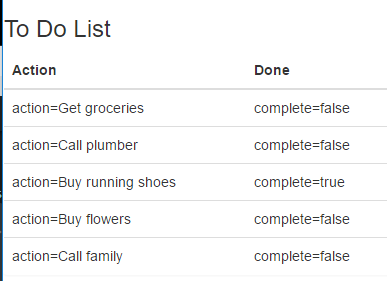 To Do List
Action Done
action=Get groceries complete=false
action=Call plumber complete=false
action=Buy running shoes complete=true
action=Buy flowers complete=false
action=Call family complete=false